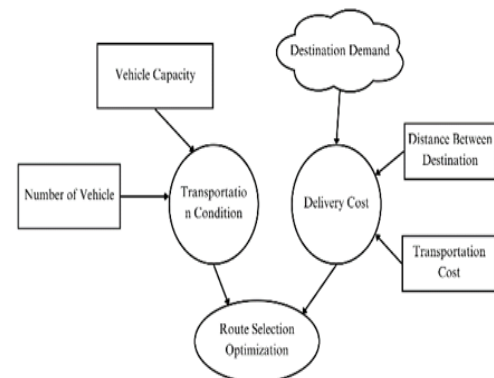 Destination Demand
Vehicle Capacity
Distance Between
Destination
Number of Vehicle
Transportatio
n Condition
Delivery Cost
Transportation
Cost
Route Selection
Optimization